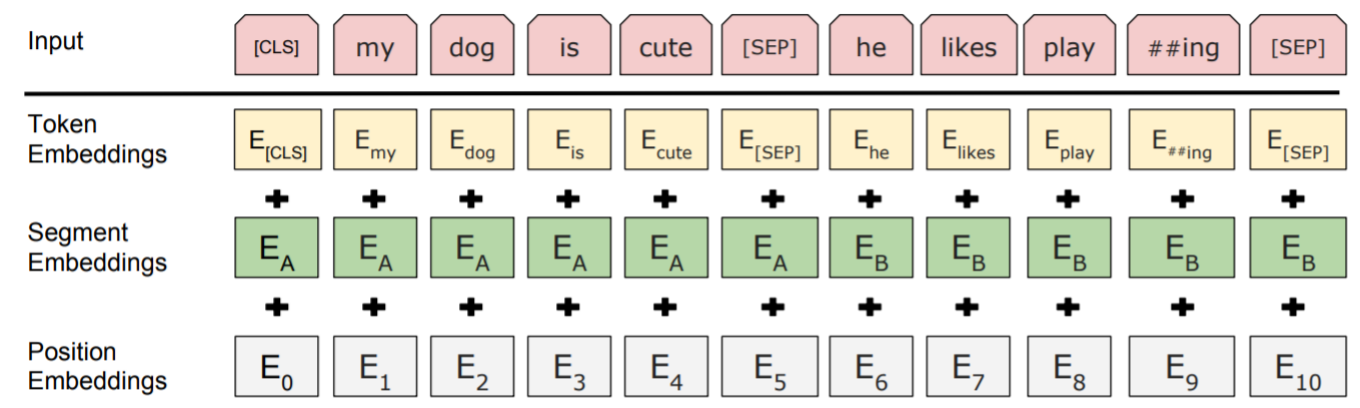 Input [CLS] my dog is cute [SEP] he likes play ##ing [SEP]
Token
Embeddings E[CLS] Emy Edog Eis Ecute E[SEP] Ehe Elikes Eplay E##ing E[SEP]
+ + + + + + + + + + +
Segment
Embeddings EA EA EA EA EA EA EB EB EB EB EB
+ + + + + + + + + + +
Position
Embeddings E0 E1 E2 E3 E4 E5 E6 E7 E8 E9 E10